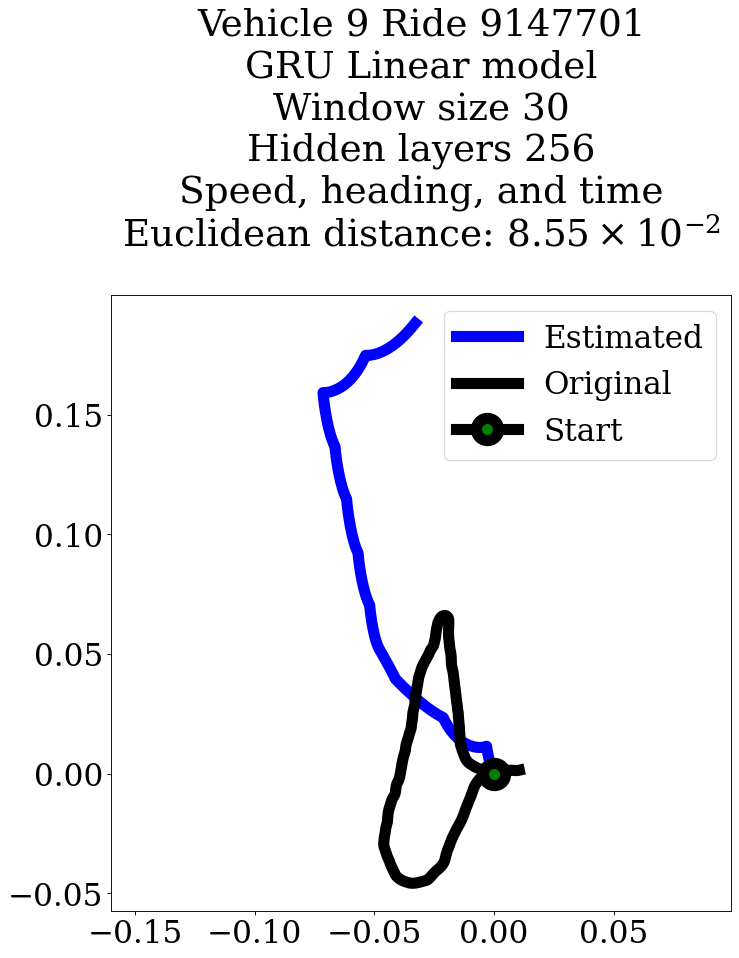 Vehicle 9 Ride 9147701
GRU Linear model
Window size 30
Hidden layers 256
Speed, heading, and time
Euclidean distance: 8.55 × 10⁻²
Estimated
Original
Start
0.15
0.10
0.05
0.00
−0.05
−0.15
−0.10
−0.05
0.00
0.05